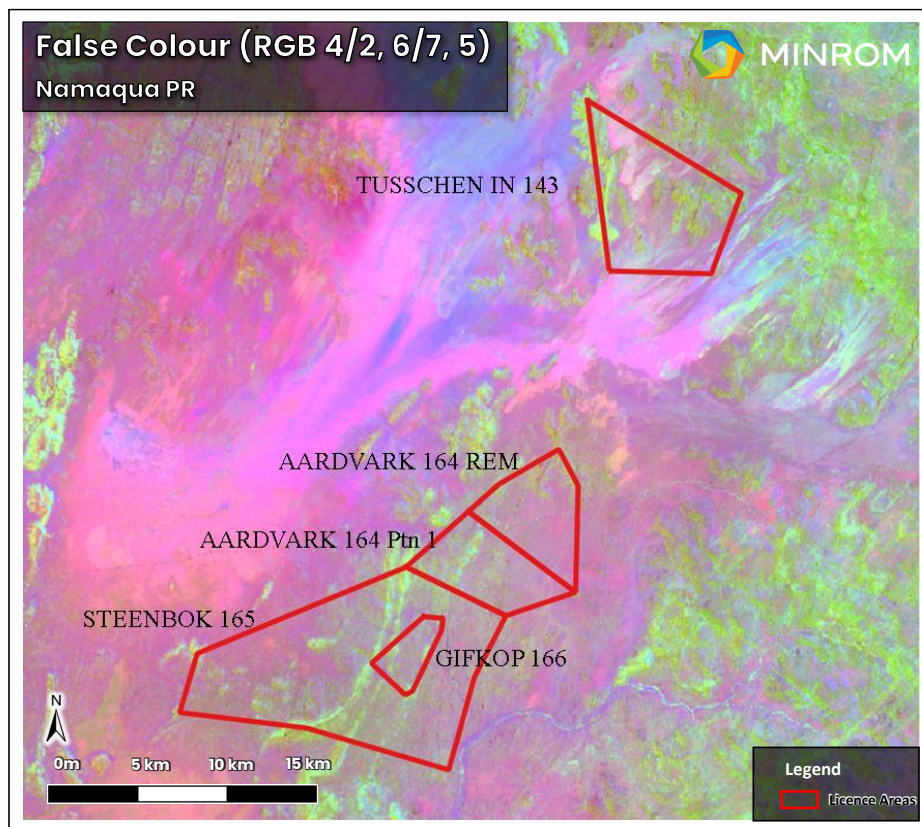 False Colour (RGB 4/2, 6/7, 5)
Namaqua PR
MINROM
TUSSCHEN IN 143
AARDVARK 164 REM
AARDVARK 164 Ptn 1
STEENBOK 165
GIFKOP 166
N
0m 5 km 10 km 15 km
Legend
Licence Areas